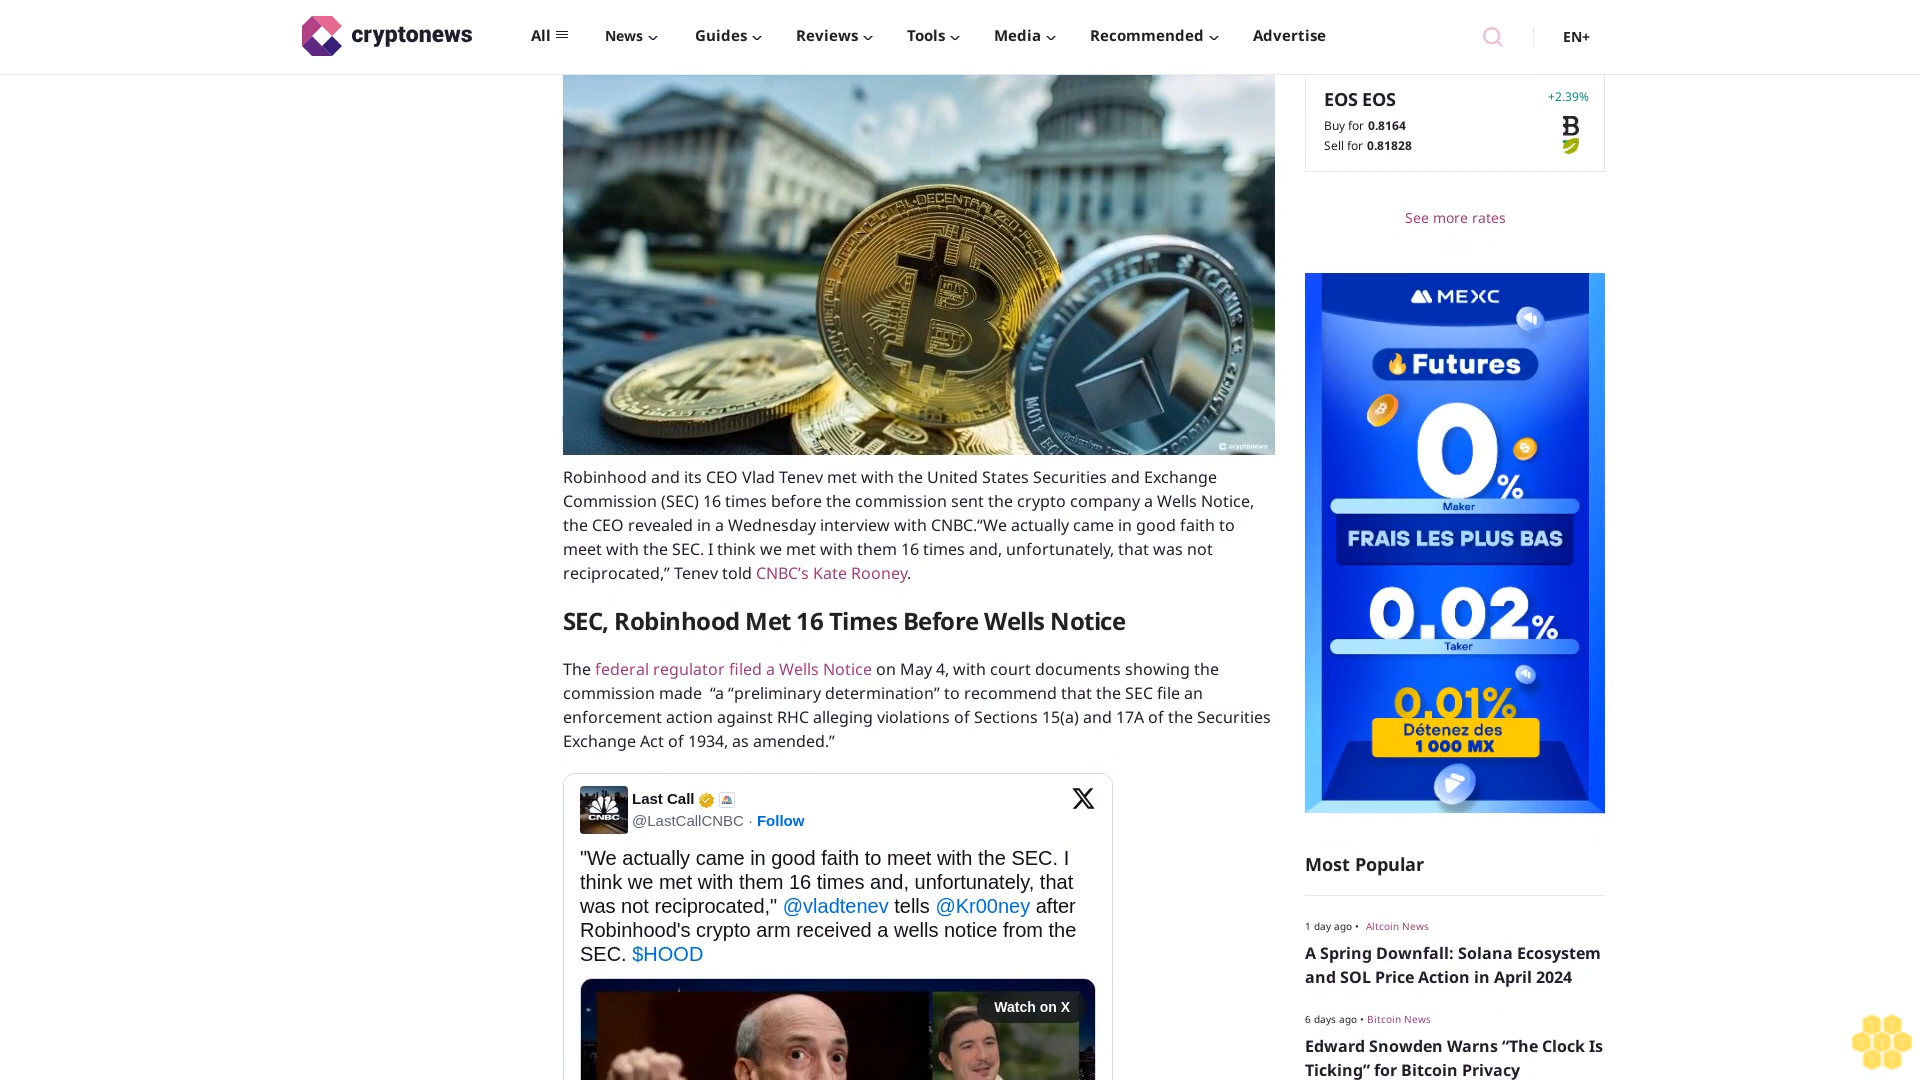 cryptonews
All
News
Guides
Reviews
Tools
Media
Recommended
Advertise
EN+
EOS EOS
+2.39%
Buy for 0.8164
Sell for 0.81828
See more rates
cryptonews
Robinhood and its CEO Vlad Tenev met with the United States Securities and Exchange
Commission (SEC) 16 times before the commission sent the crypto company a Wells Notice,
the CEO revealed in a Wednesday interview with CNBC.“We actually came in good faith to
meet with the SEC. I think we met with them 16 times and, unfortunately, that was not
reciprocated,” Tenev told CNBC’s Kate Rooney.
SEC, Robinhood Met 16 Times Before Wells Notice
The federal regulator filed a Wells Notice on May 4, with court documents showing the
commission made  “a “preliminary determination” to recommend that the SEC file an
enforcement action against RHC alleging violations of Sections 15(a) and 17A of the Securities
Exchange Act of 1934, as amended.”
CNBC
Last Call
@LastCallCNBC · Follow
"We actually came in good faith to meet with the SEC. I
think we met with them 16 times and, unfortunately, that
was not reciprocated," @vladtenev tells @Kr00ney after
Robinhood's crypto arm received a wells notice from the
SEC. $HOOD
Watch on X
MEXC
Futures
0%
Maker
FRAIS LES PLUS BAS
0.02%
Taker
0.01%
Détenez des
1 000 MX
Most Popular
1 day ago • Altcoin News
A Spring Downfall: Solana Ecosystem
and SOL Price Action in April 2024
6 days ago • Bitcoin News
Edward Snowden Warns “The Clock Is
Ticking” for Bitcoin Privacy